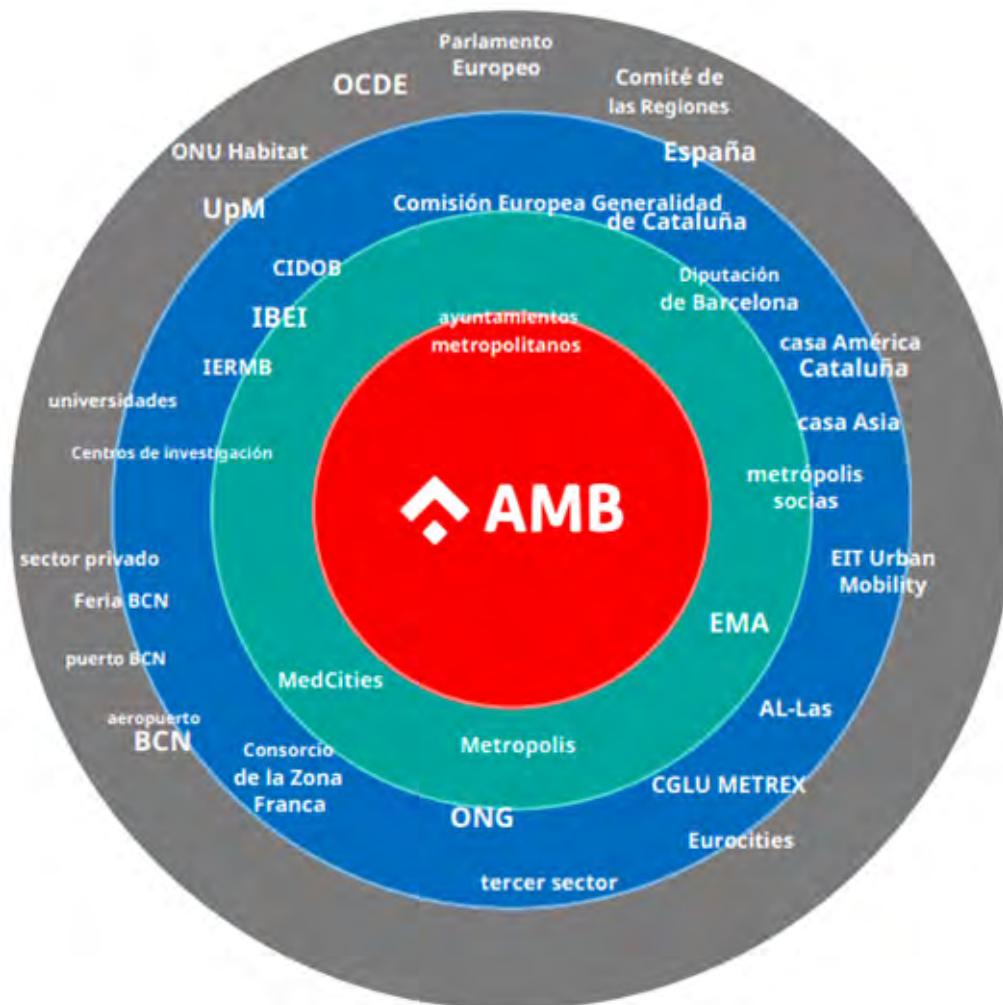 Parlamento
Europeo
OCDE
Comité de
las Regiones
ONU Habitat
España
UpM
Comisión Europea Generalidad
de Cataluña
CIDOB
Diputación
de Barcelona
IBEI
ayuntamientos
metropolitanos
casa América
Cataluña
IERMB
universidades
casa Asia
Centros de investigación
metrópolis
socias
AMB
sector privado
EIT Urban
Mobility
Feria BCN
EMA
puerto BCN
MedCities
AL-Las
aeropuerto
BCN
Metropolis
Consorcio
de la Zona
Franca
CGLU METREX
ONG
Eurocities
tercer sector